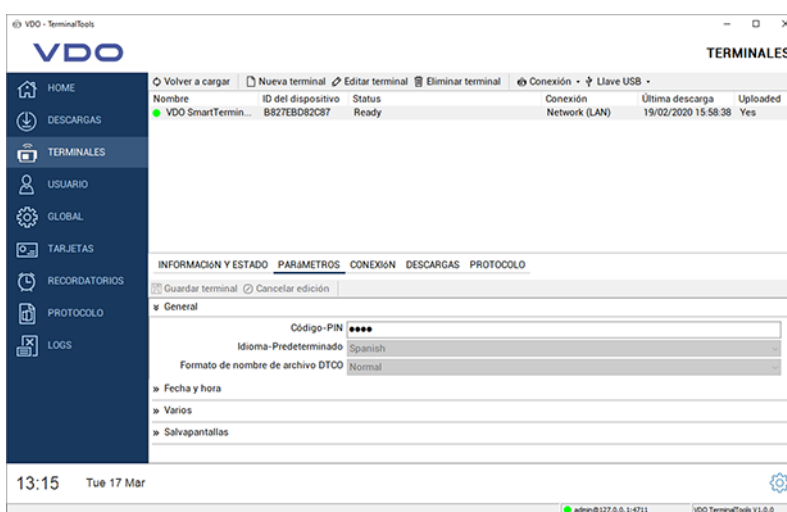 VDO - TerminalTools
VDO
TERMINALES
HOME
DESCARGAS
TERMINALES
USUARIO
GLOBAL
TARJETAS
RECORDATORIOS
PROTOCOLO
LOGS
Volver a cargar Nueva terminal Editar terminal Eliminar terminal Conexión Llave USB
Nombre ID del dispositivo Status Conexión Última descarga Uploaded
VDO SmartTermin... B827EBD82C87 Ready Network (LAN) 19/02/2020 15:58:38 Yes
INFORMACIóN Y ESTADO PARáMETROS CONEXIóN DESCARGAS PROTOCOLO
Guardar terminal Cancelar edición
General
Código-PIN ●●●●
Idioma-Predeterminado Spanish
Formato de nombre de archivo DTCO Normal
» Fecha y hora
» Varios
» Salvapantallas
13:15 Tue 17 Mar
admin@127.0.0.1:4711 VDO TerminalTools V1.0.0